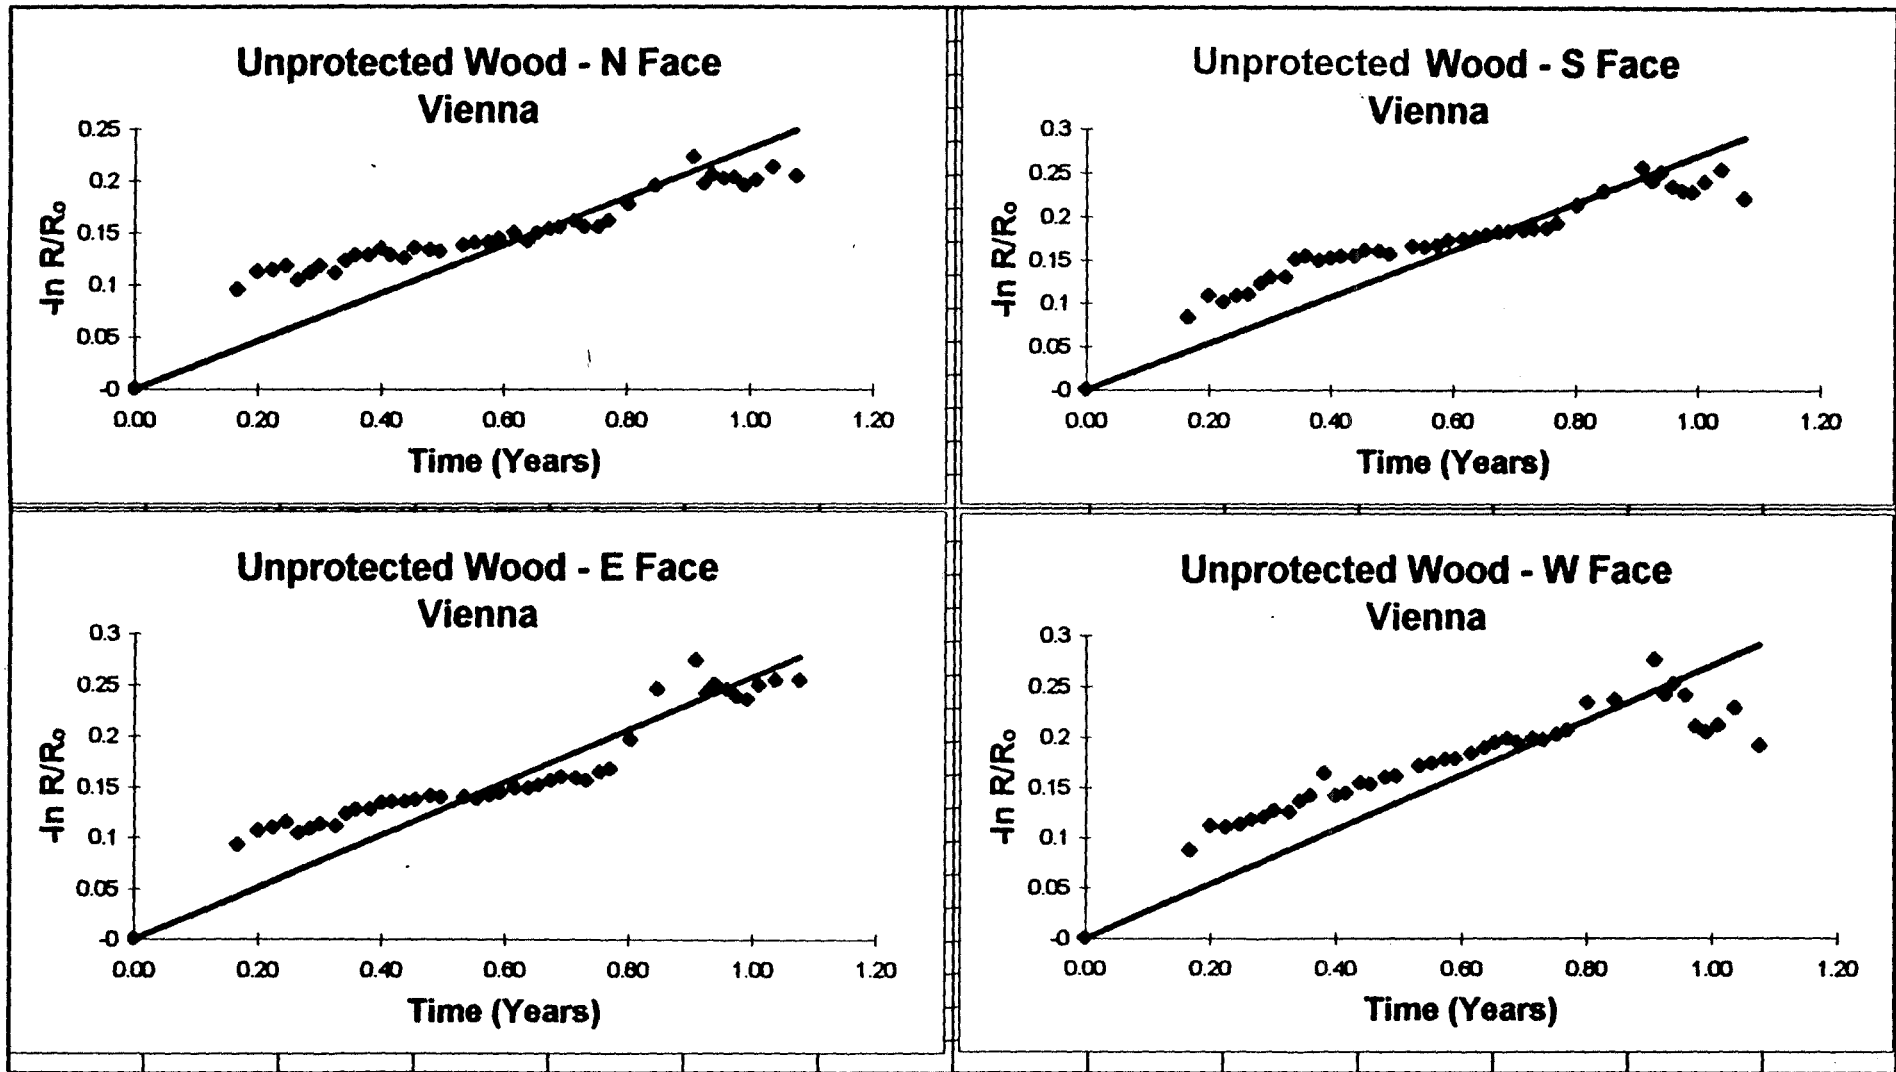 Unprotected Wood - N Face
Vienna
0.25
0.2
0.15
0.1
0.05
-0
-ln R/Ro
0.00 0.20 0.40 0.60 0.80 1.00 1.20
Time (Years)
Unprotected Wood - S Face
Vienna
0.3
0.25
0.2
0.15
0.1
0.05
-0
-ln R/Ro
0.00 0.20 0.40 0.60 0.80 1.00 1.20
Time (Years)
Unprotected Wood - E Face
Vienna
0.3
0.25
0.2
0.15
0.1
0.05
-0
-ln R/Ro
0.00 0.20 0.40 0.60 0.80 1.00 1.20
Time (Years)
Unprotected Wood - W Face
Vienna
0.3
0.25
0.2
0.15
0.1
0.05
-0
-ln R/Ro
0.00 0.20 0.40 0.60 0.80 1.00 1.20
Time (Years)